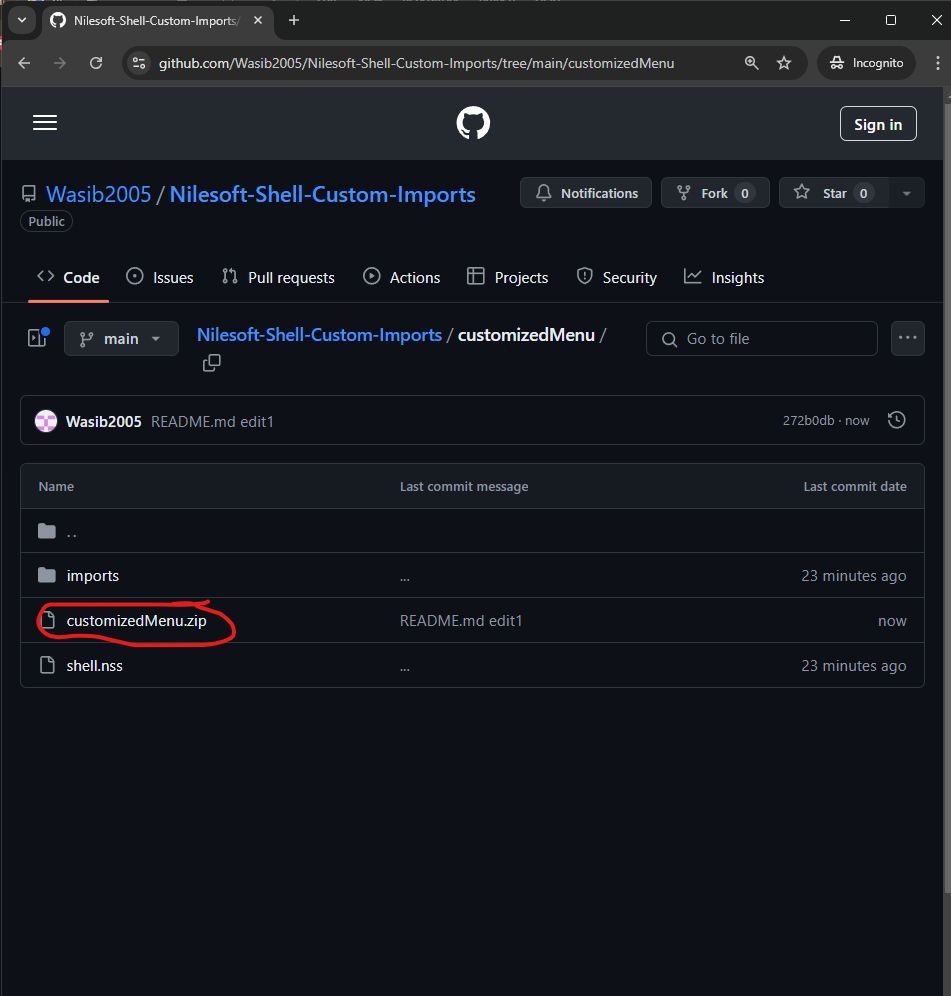 Nilesoft-Shell-Custom-Imports/
github.com/Wasib2005/Nilesoft-Shell-Custom-Imports/tree/main/customizedMenu
Incognito
Sign in
Wasib2005 / Nilesoft-Shell-Custom-Imports
Public
Notifications
Fork 0
Star 0
Code
Issues
Pull requests
Actions
Projects
Security
Insights
main
Nilesoft-Shell-Custom-Imports / customizedMenu /
Go to file
Wasib2005 README.md edit1
272b0db · now
Name Last commit message Last commit date
..
imports ... 23 minutes ago
customizedMenu.zip README.md edit1 now
shell.nss ... 23 minutes ago